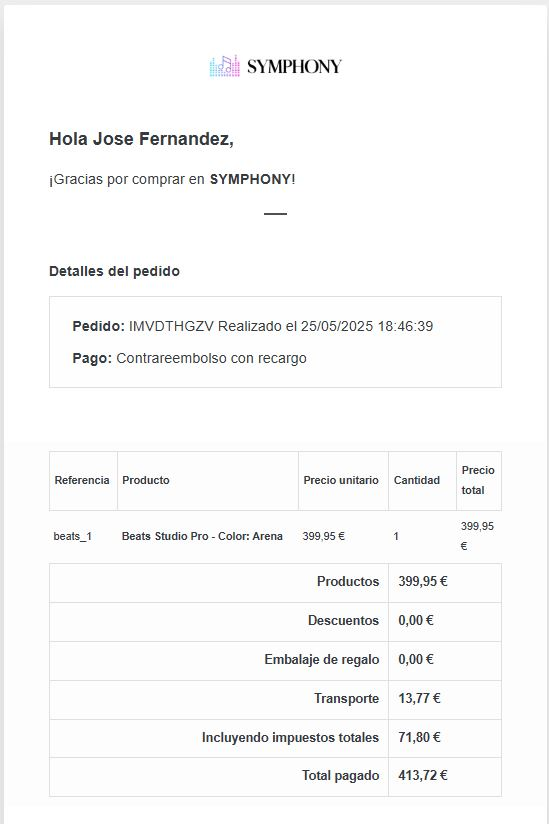 SYMPHONY
Hola Jose Fernandez,
¡Gracias por comprar en SYMPHONY!
Detalles del pedido
Pedido: IMVDTHGZV Realizado el 25/05/2025 18:46:39
Pago: Contrareembolso con recargo
Referencia Producto Precio unitario Cantidad Precio total
beats_1 Beats Studio Pro - Color: Arena 399,95 € 1 399,95 €
Productos 399,95 €
Descuentos 0,00 €
Embalaje de regalo 0,00 €
Transporte 13,77 €
Incluyendo impuestos totales 71,80 €
Total pagado 413,72 €